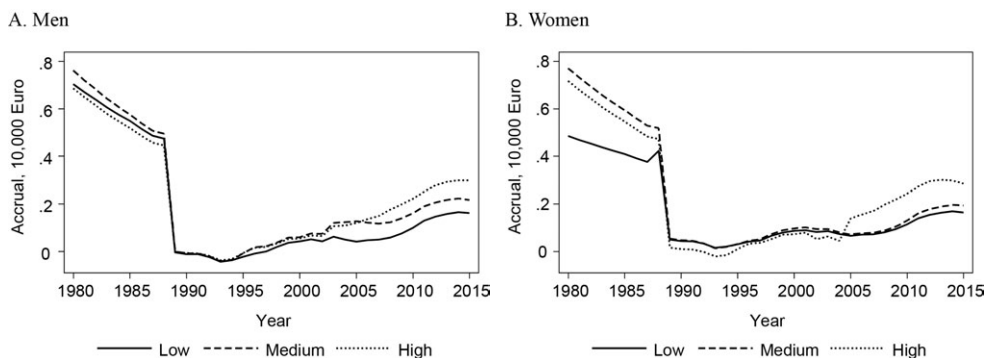 A. Men
Accrual, 10,000 Euro
.8
.6
.4
.2
0
1980 1985 1990 1995 2000 2005 2010 2015
Year
Low Medium High
B. Women
Accrual, 10,000 Euro
.8
.6
.4
.2
0
1980 1985 1990 1995 2000 2005 2010 2015
Year
Low Medium High